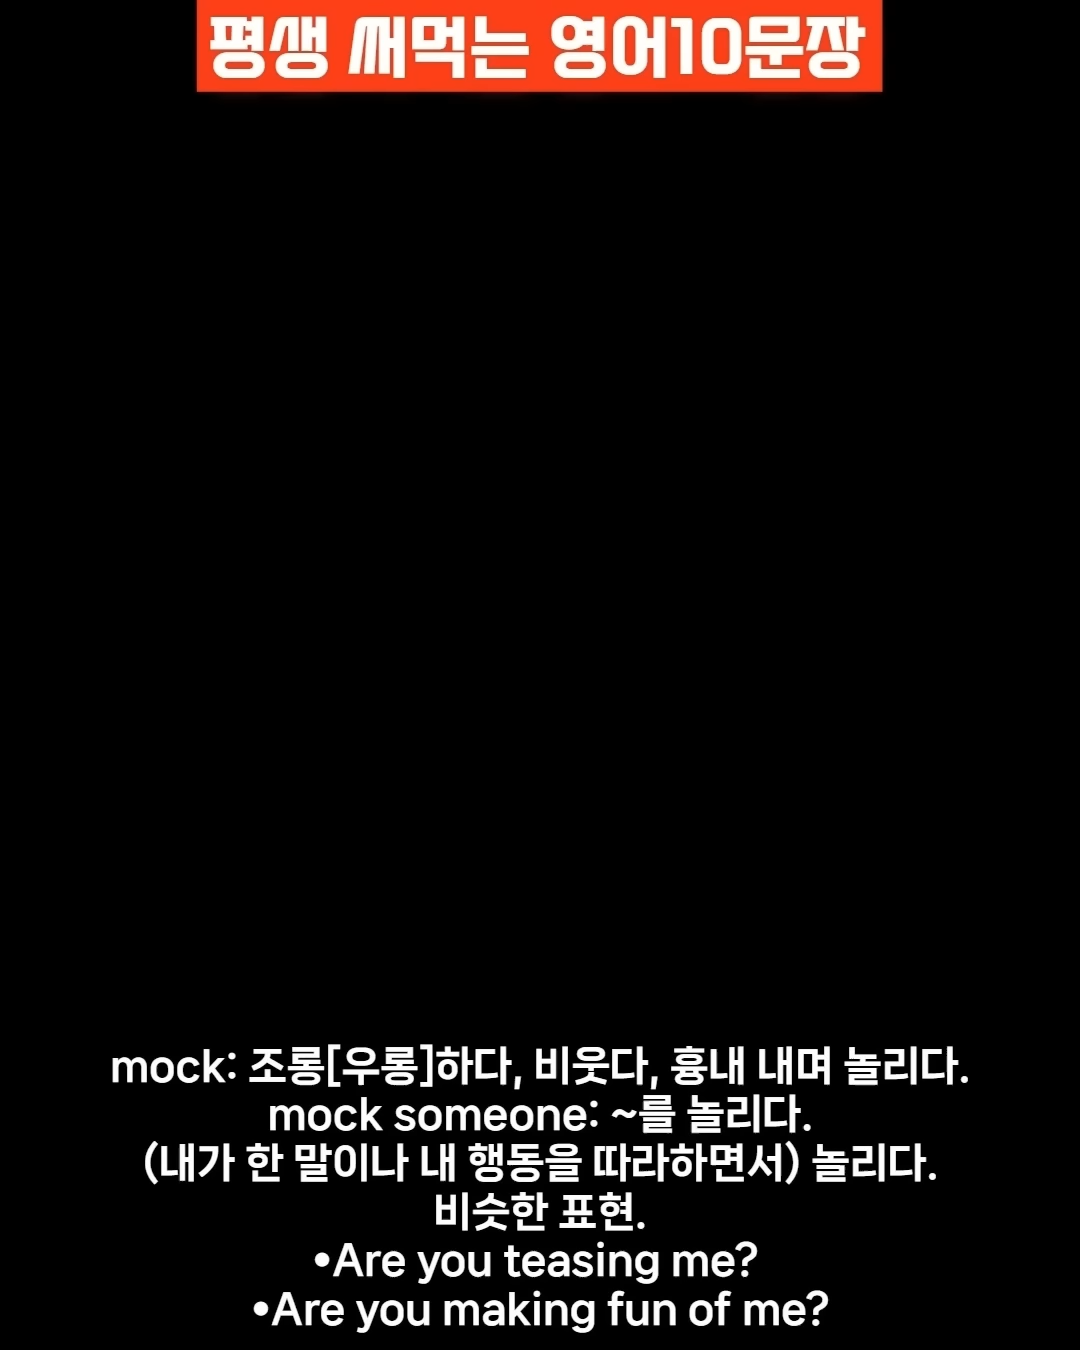 평생 써먹는 영어10문장
mock: 조롱[우롱]하다, 비웃다, 흉내 내며 놀리다.
mock someone: ~를 놀리다.
(내가 한 말이나 내 행동을 따라하면서) 놀리다.
비슷한 표현.
•Are you teasing me?
•Are you making fun of me?